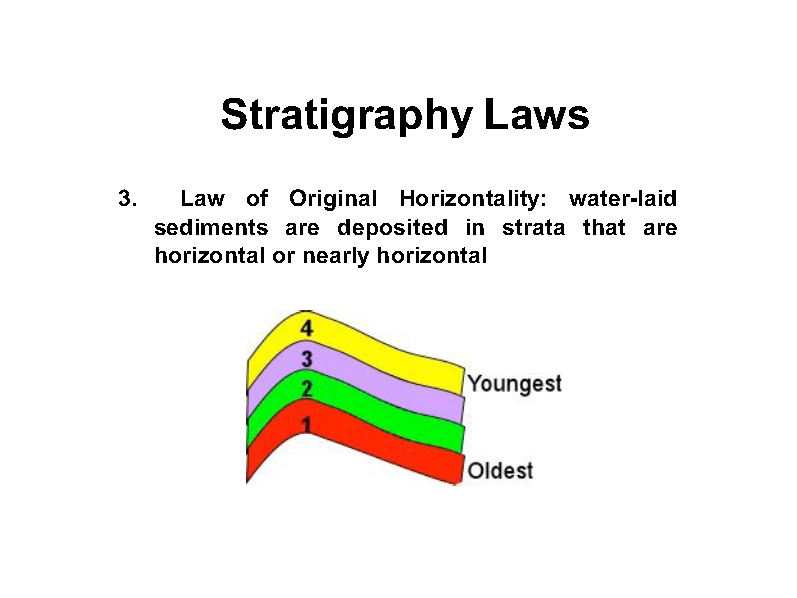 Stratigraphy Laws
3. Law of Original Horizontality: water-laid
sediments are deposited in strata that are
horizontal or nearly horizontal
4
3
Youngest
2
1
Oldest